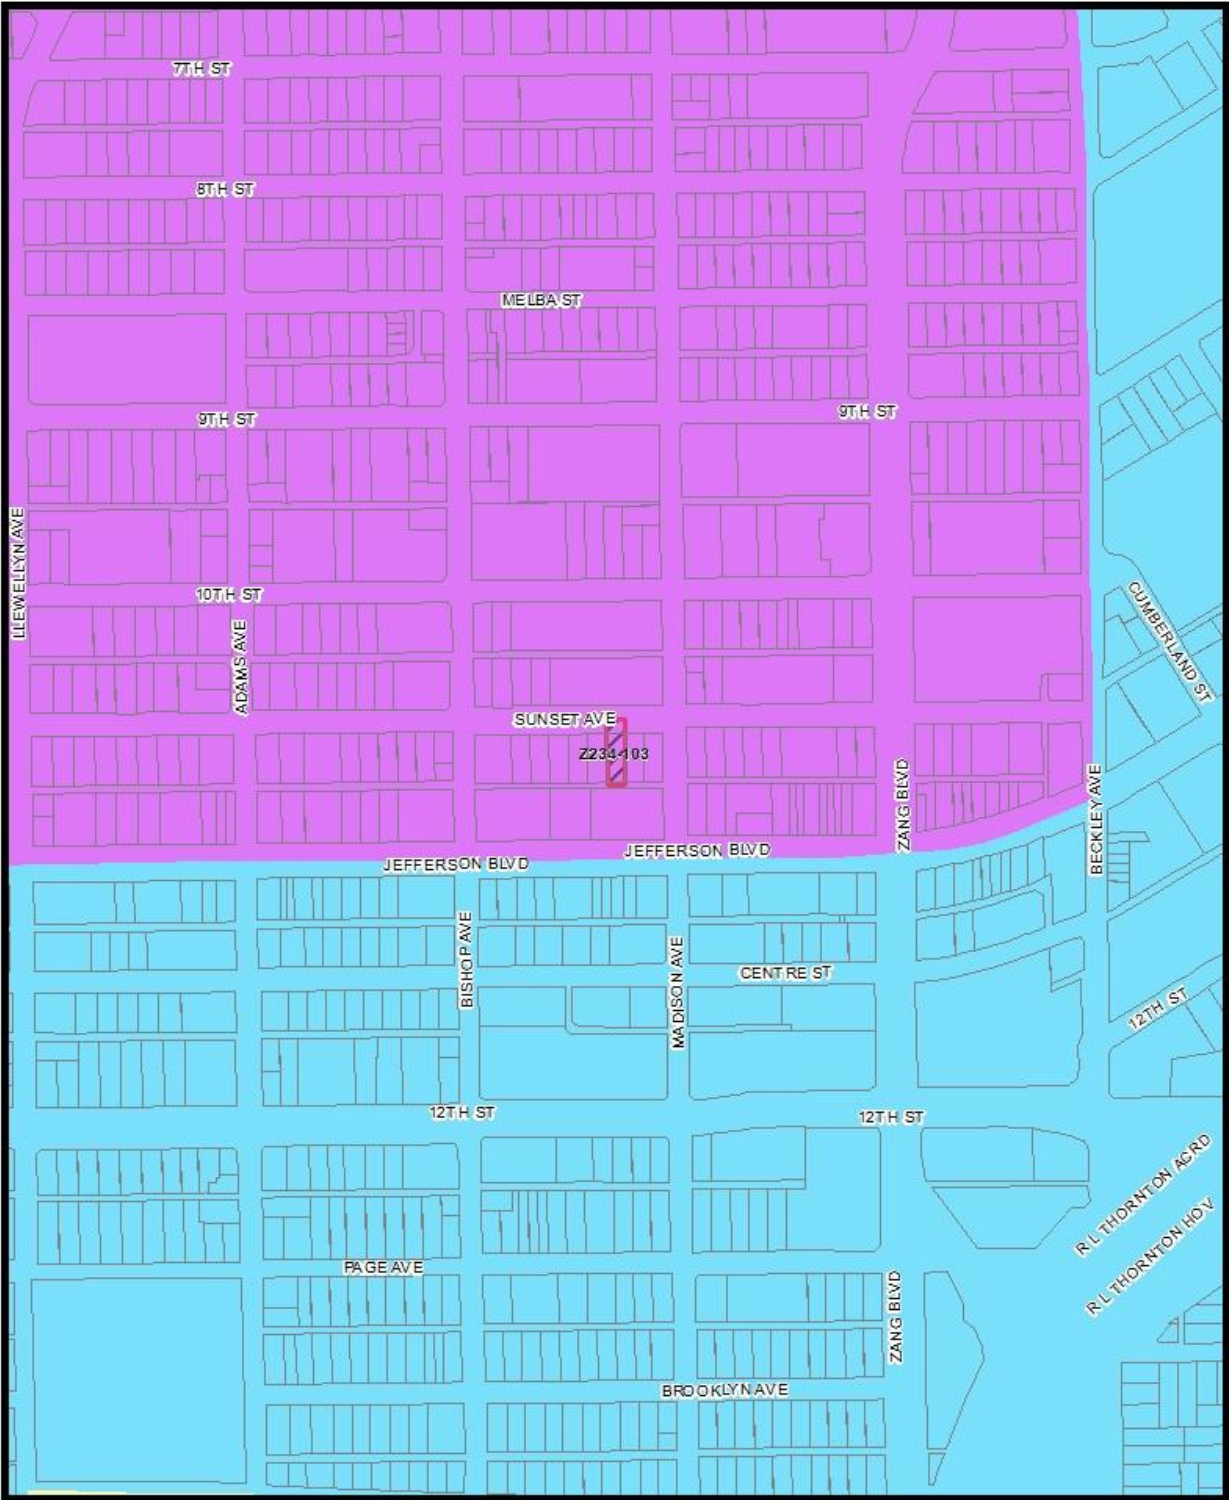 7TH ST
8TH ST
MELBA ST
9TH ST
9TH ST
LLEWELLYN AVE
10TH ST
ADAMS AVE
CUMBERLAND ST
SUNSET AVE
Z234-103
ZANG BLVD
BECKLEY AVE
JEFFERSON BLVD
JEFFERSON BLVD
BISHOP AVE
MADISON AVE
CENTRE ST
12TH ST
12TH ST
12TH ST
R L THORNTON ACRD
R L THORNTON HOV
PAGE AVE
ZANG BLVD
BROOKLYN AVE